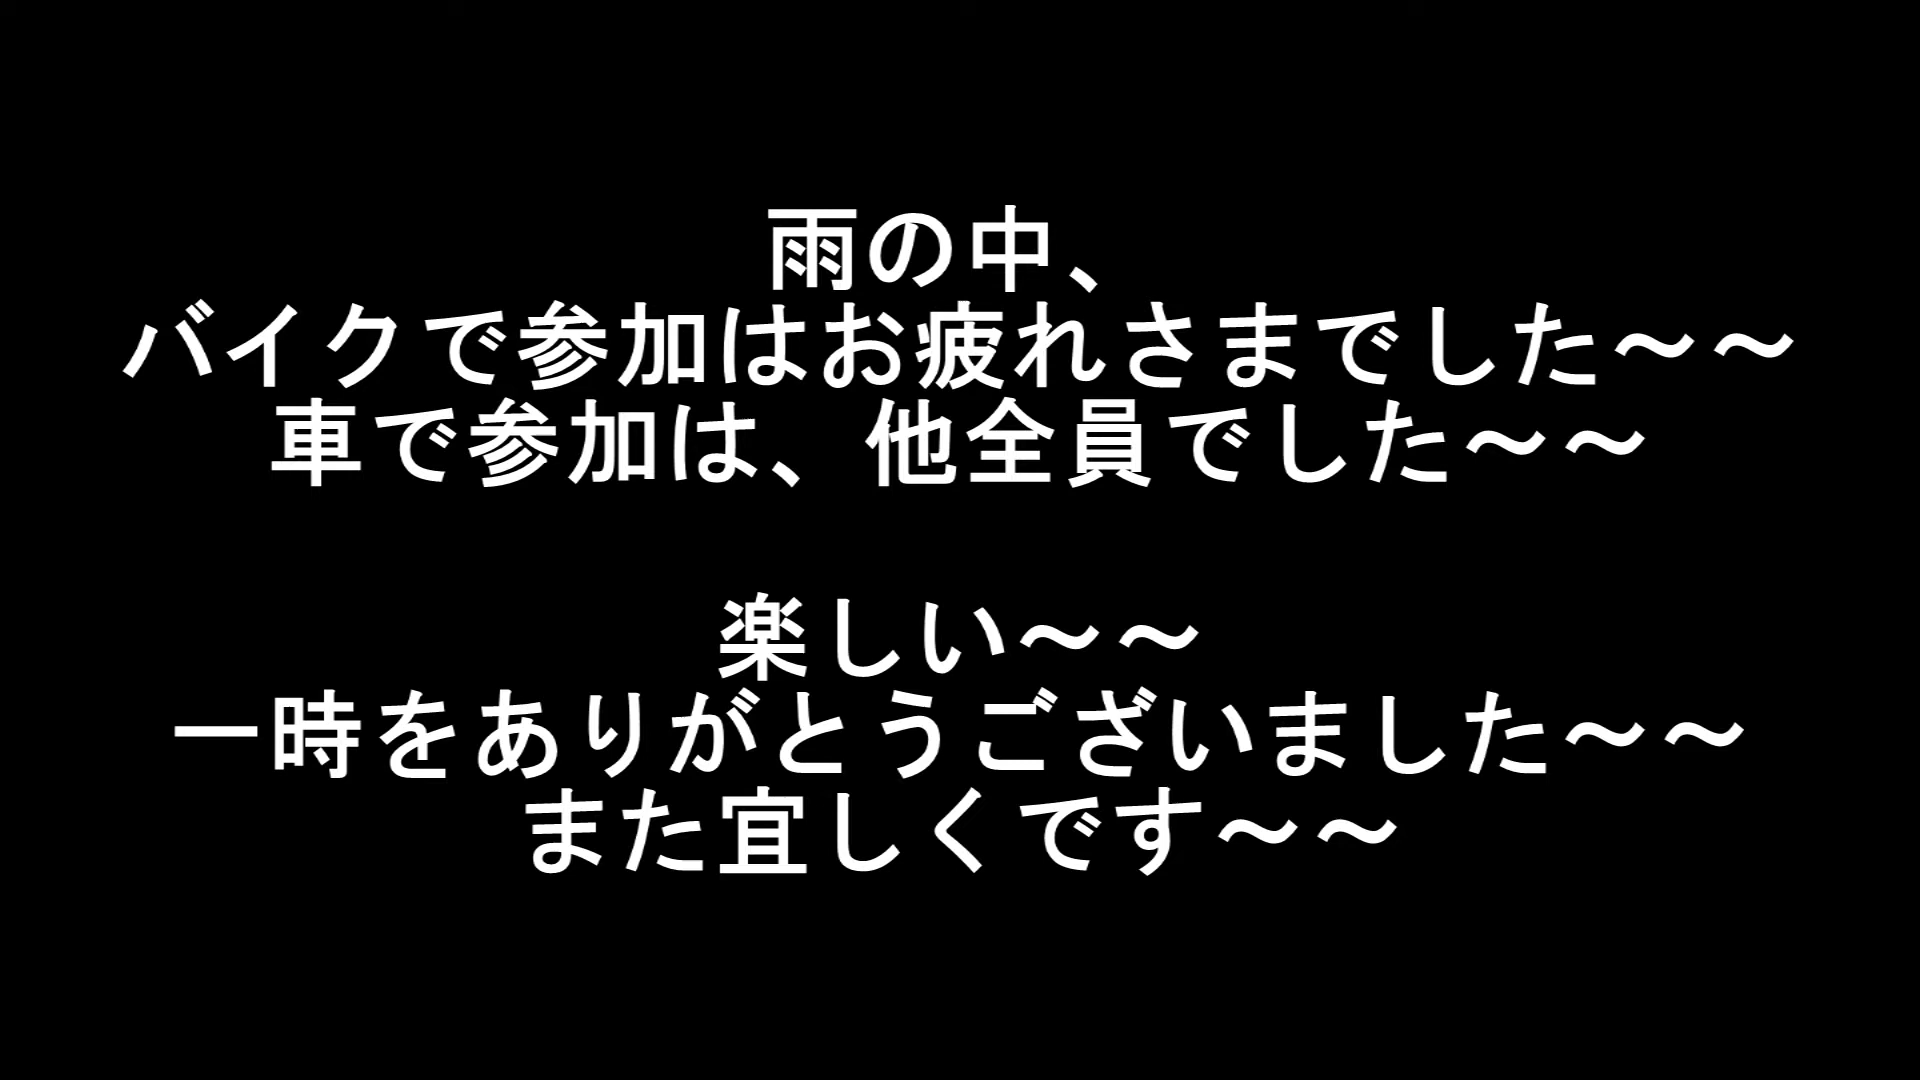 雨の中、
バイクで参加はお疲れさまでした～～
車で参加は、他全員でした～～
楽しい～～
一時をありがとうございました～～
また宜しくです～～